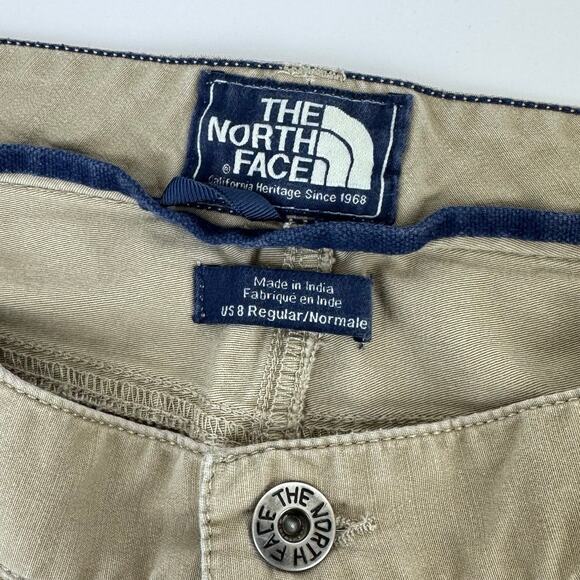 THE
NORTH
FACE
®
California Heritage Since 1968
Made in India
Fabriqué en Inde
US 8 Regular/Normale
THE NORTH FACE